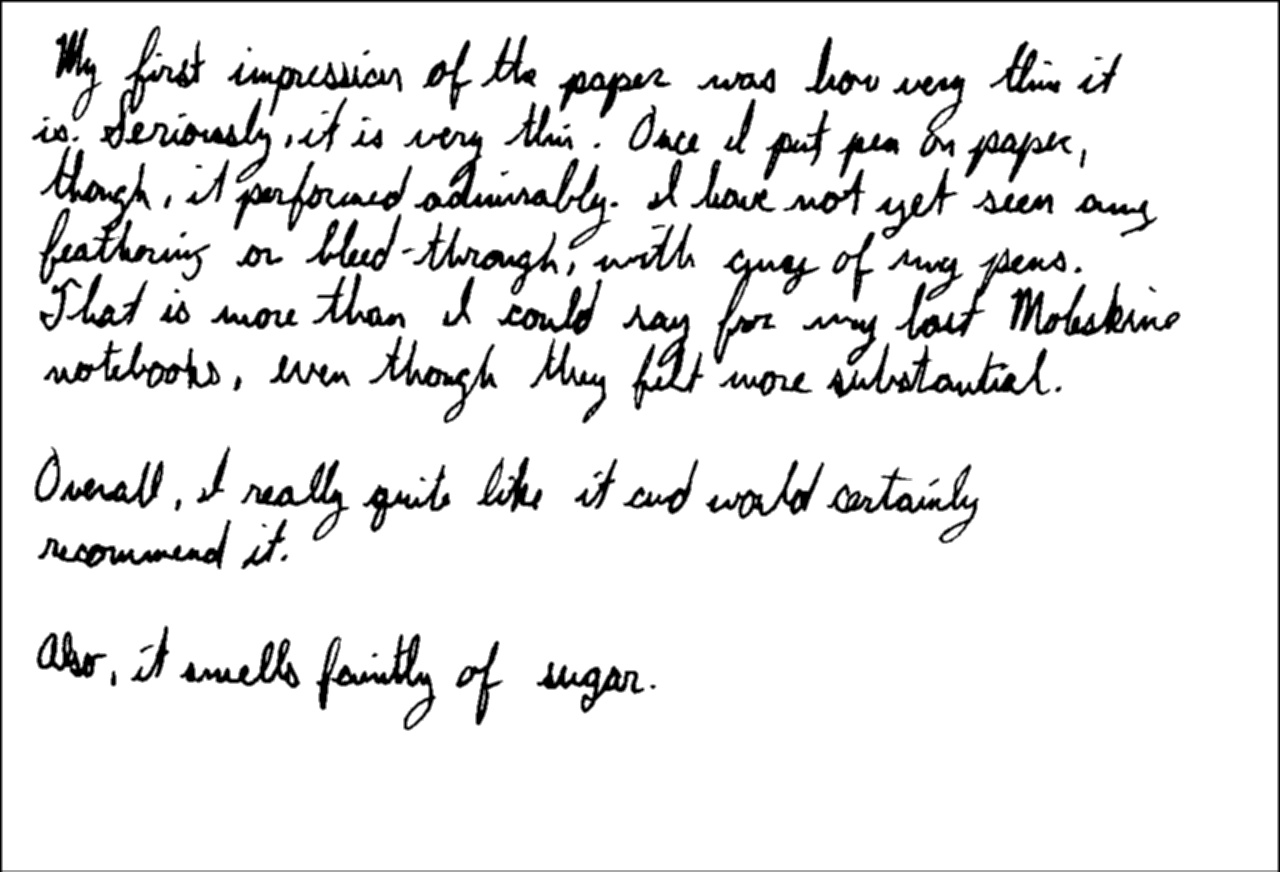 My first impression of the paper was how very thin it
is. Seriously, it is very thin. Once I put pen on paper,
though, it performed admirably. I have not yet seen any
feathering or bleed-through, with any of my pens.
That is more than I could say for my last Moleskine
notebooks, even though they felt more substantial.
Overall, I really quite like it and would certainly
recommend it.
Also, it smells faintly of sugar.